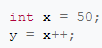 int x = 50;
y = x++;